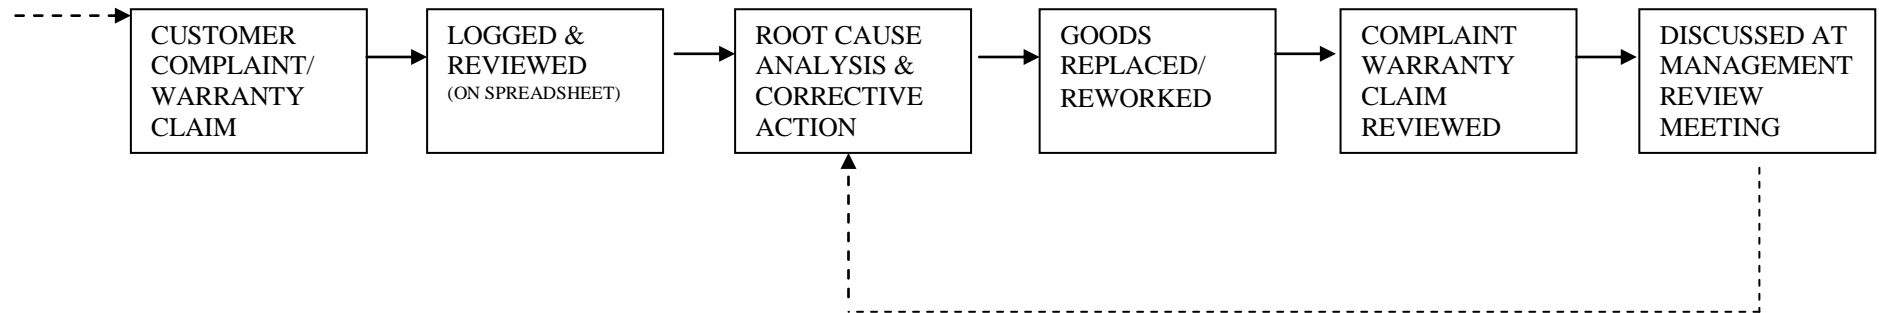 CUSTOMER
COMPLAINT/
WARRANTY
CLAIM
LOGGED &
REVIEWED
(ON SPREADSHEET)
ROOT CAUSE
ANALYSIS &
CORRECTIVE
ACTION
GOODS
REPLACED/
REWORKED
COMPLAINT
WARRANTY
CLAIM
REVIEWED
DISCUSSED AT
MANAGEMENT
REVIEW
MEETING